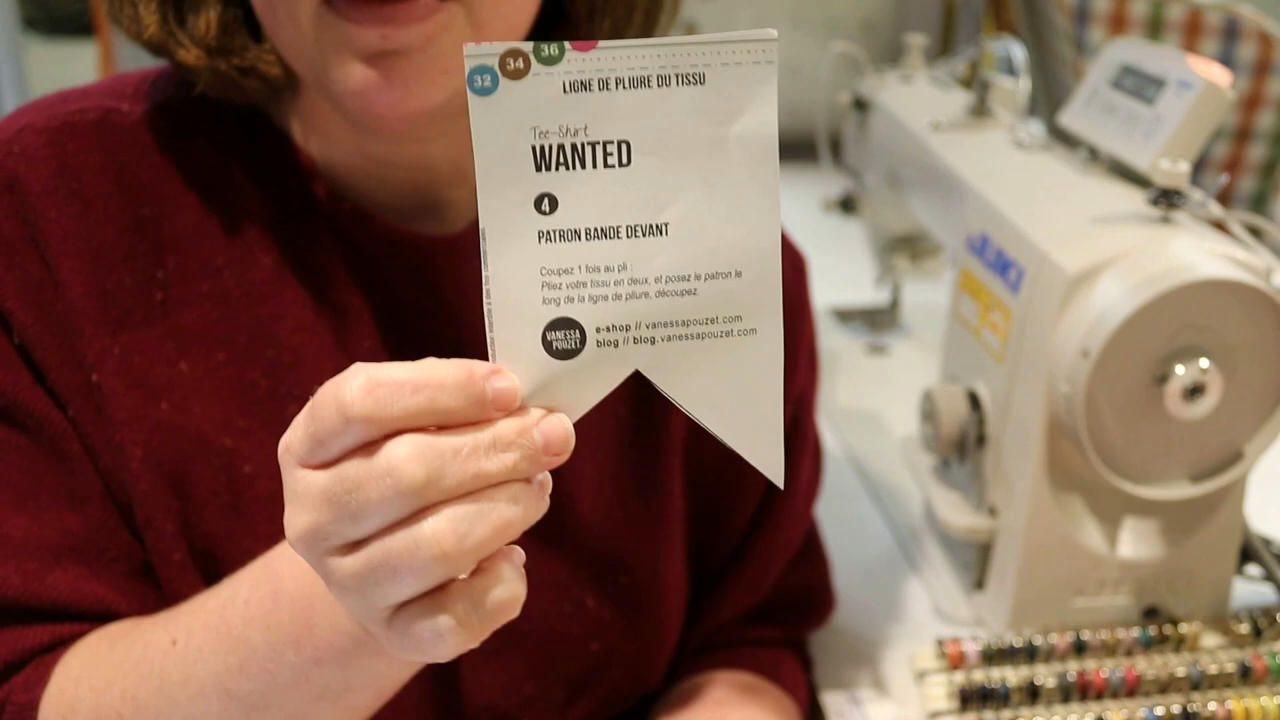 32 34 36
LIGNE DE PLIURE DU TISSU
Tee-Shirt
WANTED
4
PATRON BANDE DEVANT
Coupez 1 fois au pli :
Pliez votre tissu en deux, et posez le patron le
long de la ligne de pliure, découpez.
VANESSA
POUZET.
e-shop // vanessapouzet.com
blog // blog.vanessapouzet.com
JUKI